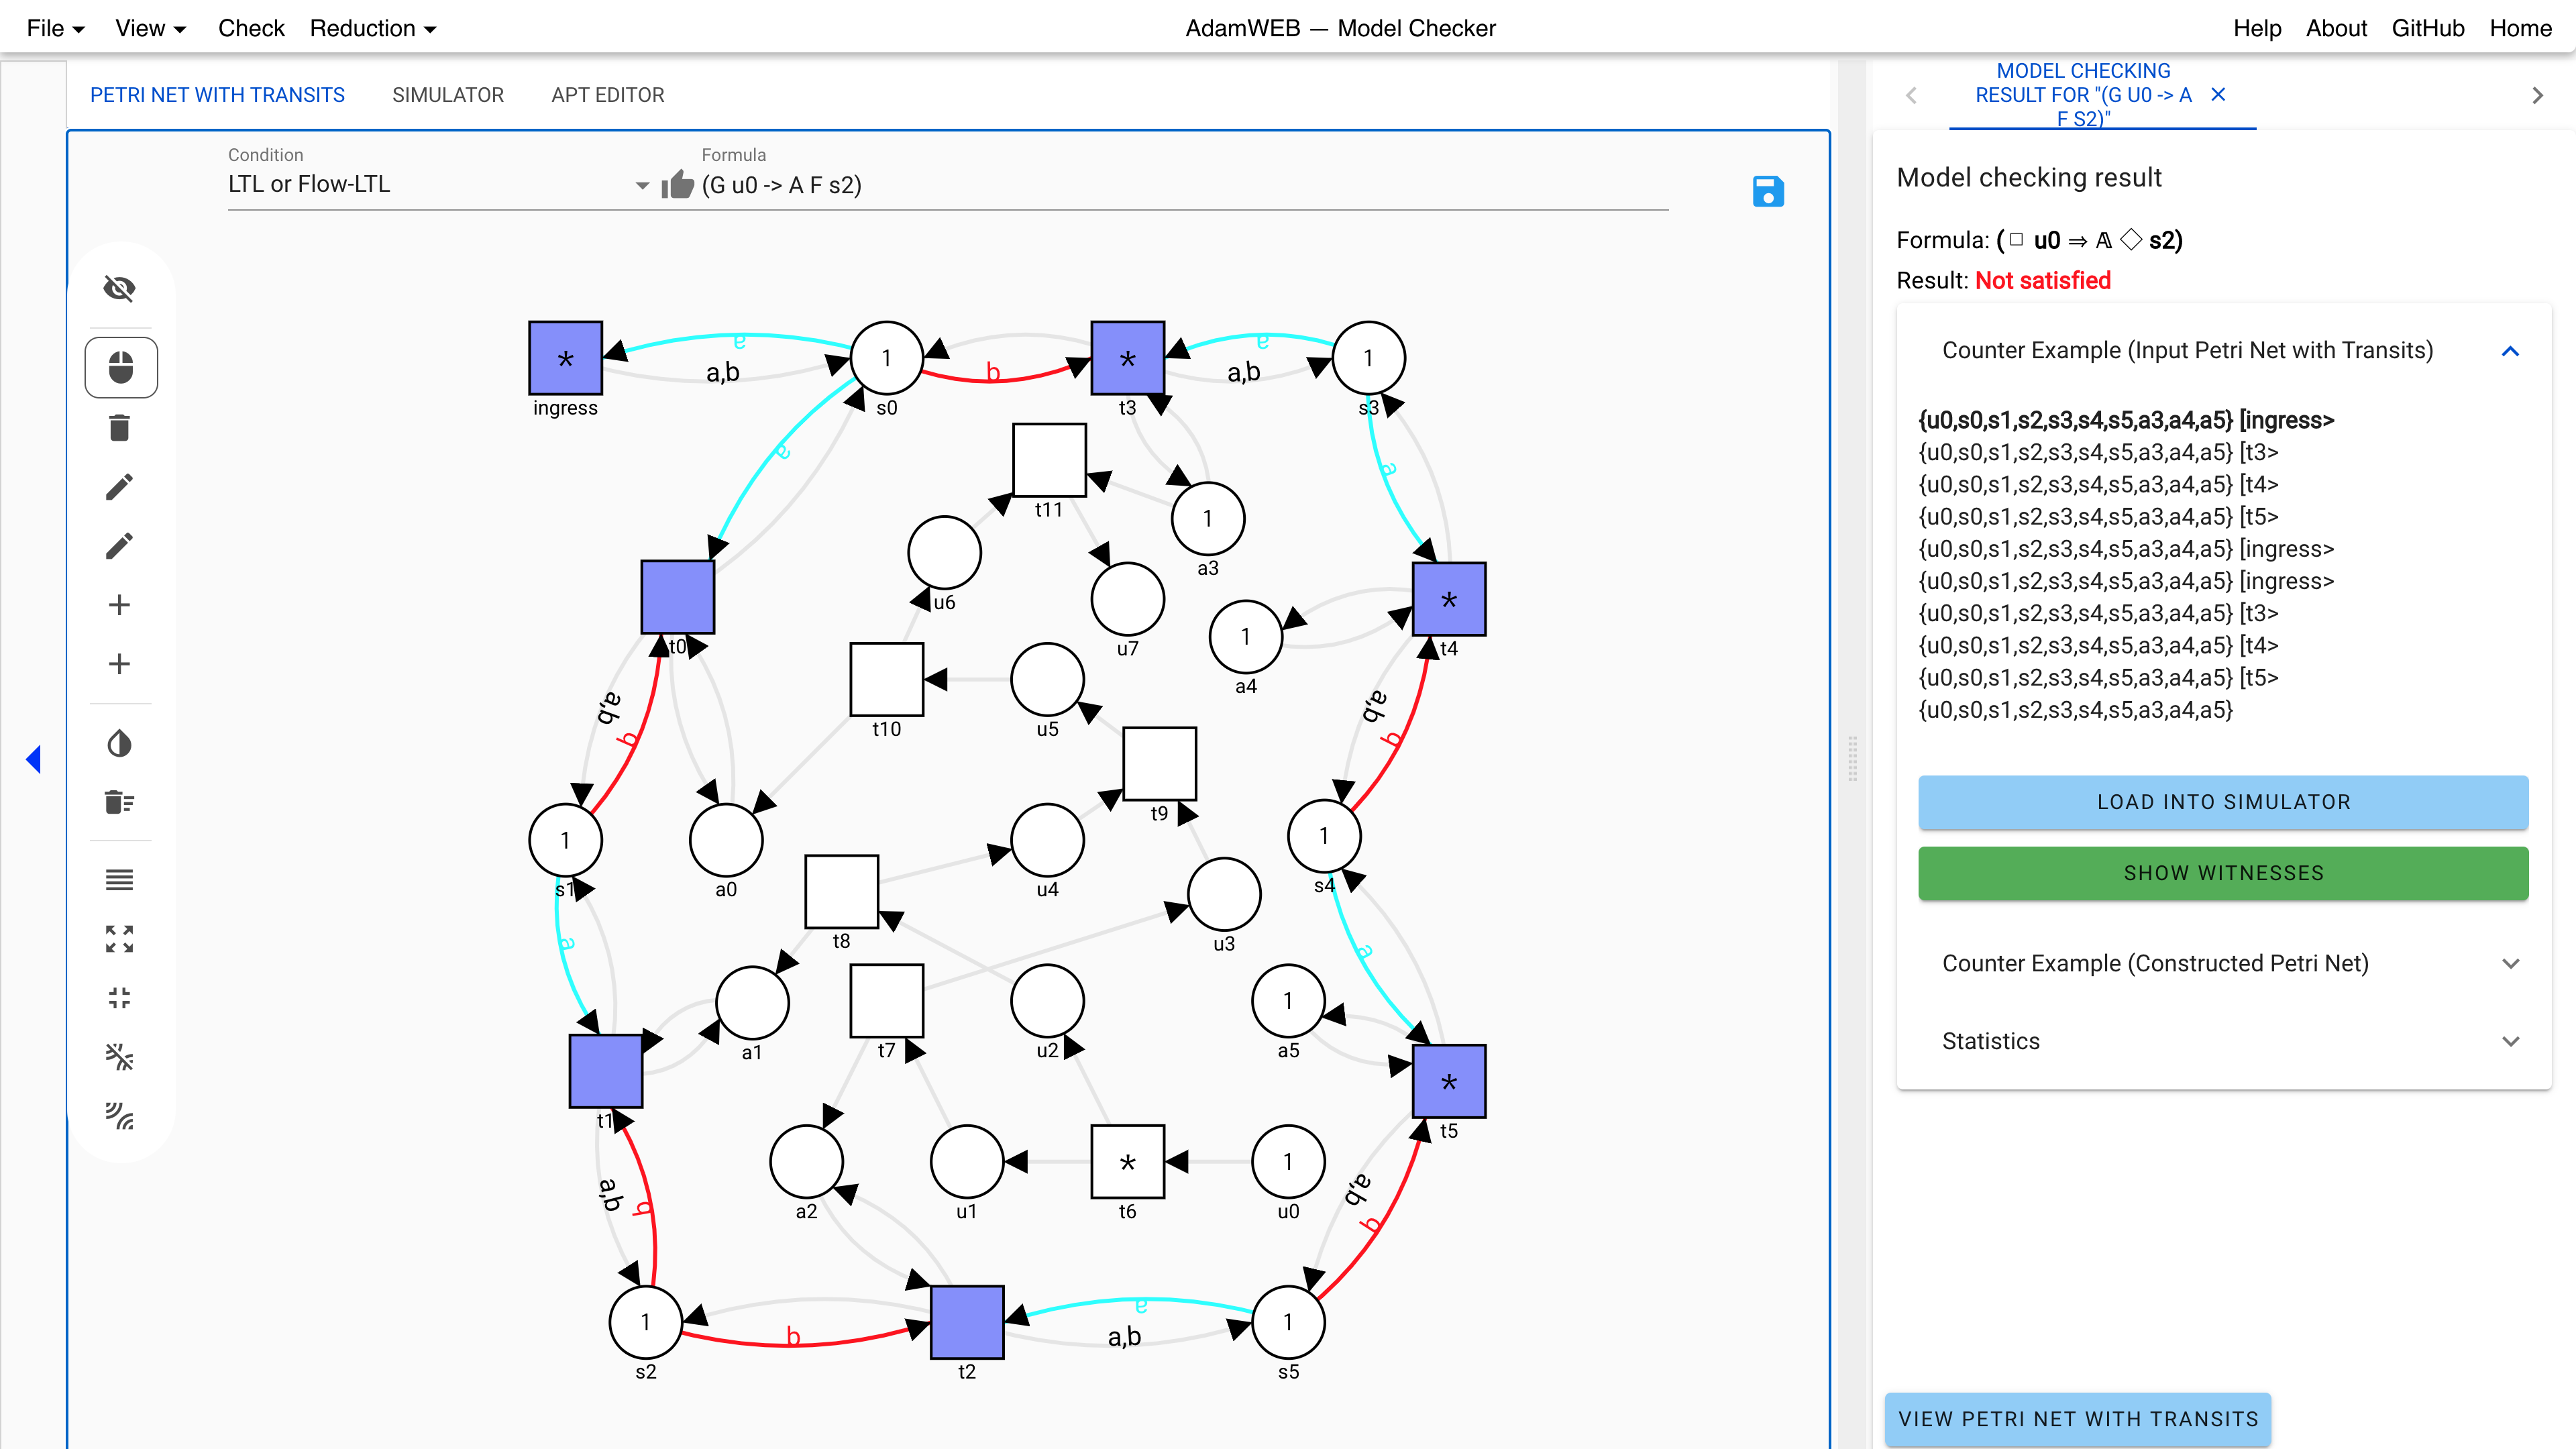 File View Check Reduction AdamWEB — Model Checker Help About GitHub Home
PETRI NET WITH TRANSITS SIMULATOR APT EDITOR
Condition
LTL or Flow-LTL
Formula
(G u0 -> A F s2)
* 1 * 1
ingress s0 t3 s3
a a,b b a a,b
a a
t11
1
a3
u6
u7
*
t4
1
a4
t0
t10
u5
a,b b
a,b b
t9
1
s1
a0
u4
1
s4
t8
u3
a a
a1
t7
u2
1
a5
*
t5
t1
a2
u1
*
t6
1
u0
a,b b
a,b b
1
s2
b
t2
a
a,b
1
s5
MODEL CHECKING
RESULT FOR "(G U0 -> A
F S2)"
Model checking result
Formula: (□ u0 ⇒ 𝔸 ◇ s2)
Result: Not satisfied
Counter Example (Input Petri Net with Transits)
{u0,s0,s1,s2,s3,s4,s5,a3,a4,a5} [ingress>
{u0,s0,s1,s2,s3,s4,s5,a3,a4,a5} [t3>
{u0,s0,s1,s2,s3,s4,s5,a3,a4,a5} [t4>
{u0,s0,s1,s2,s3,s4,s5,a3,a4,a5} [t5>
{u0,s0,s1,s2,s3,s4,s5,a3,a4,a5} [ingress>
{u0,s0,s1,s2,s3,s4,s5,a3,a4,a5} [ingress>
{u0,s0,s1,s2,s3,s4,s5,a3,a4,a5} [t3>
{u0,s0,s1,s2,s3,s4,s5,a3,a4,a5} [t4>
{u0,s0,s1,s2,s3,s4,s5,a3,a4,a5} [t5>
{u0,s0,s1,s2,s3,s4,s5,a3,a4,a5}
LOAD INTO SIMULATOR
SHOW WITNESSES
Counter Example (Constructed Petri Net)
Statistics
VIEW PETRI NET WITH TRANSITS